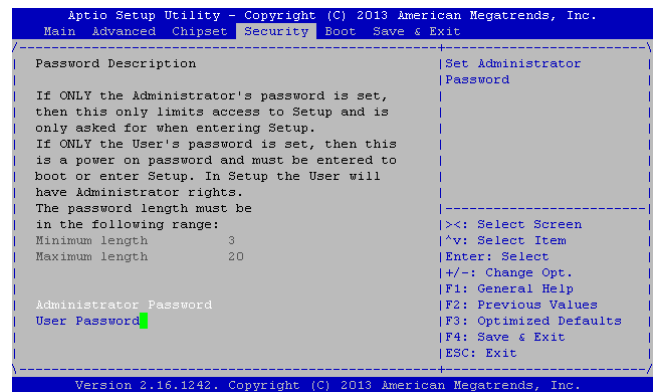 Aptio Setup Utility - Copyright (C) 2013 American Megatrends, Inc.
Main Advanced Chipset Security Boot Save & Exit
Password Description
If ONLY the Administrator's password is set,
then this only limits access to Setup and is
only asked for when entering Setup.
If ONLY the User's password is set, then this
is a power on password and must be entered to
boot or enter Setup. In Setup the User will
have Administrator rights.
The password length must be
in the following range:
Minimum length 3
Maximum length 20
Administrator Password
User Password
Set Administrator
Password
><: Select Screen
^v: Select Item
Enter: Select
+/-: Change Opt.
F1: General Help
F2: Previous Values
F3: Optimized Defaults
F4: Save & Exit
ESC: Exit
Version 2.16.1242. Copyright (C) 2013 American Megatrends, Inc.